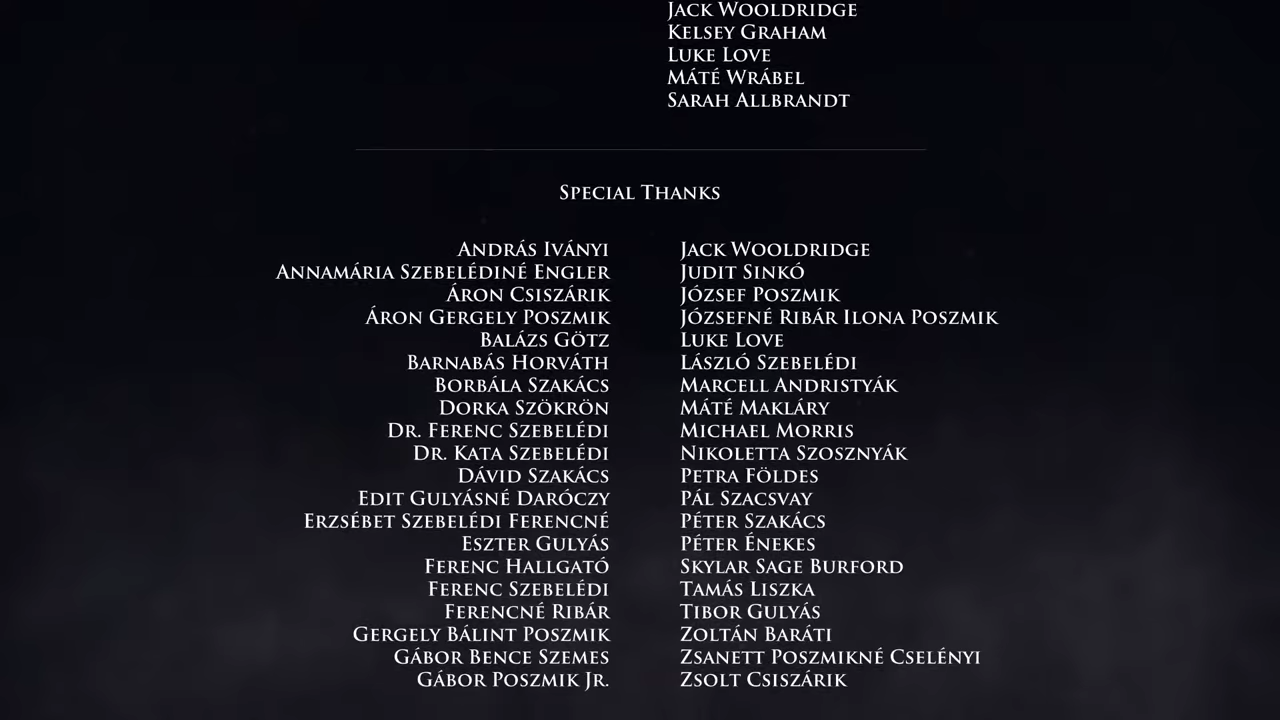 Jack Wooldridge
Kelsey Graham
Luke Love
Máté Wrábel
Sarah Allbrandt
Special Thanks
András Iványi
Annamária Szebelédiné Engler
Áron Csiszárik
Áron Gergely Poszmik
Balázs Götz
Barnabás Horváth
Borbála Szakács
Dorka Szökrön
Dr. Ferenc Szebelédi
Dr. Kata Szebelédi
Dávid Szakács
Edit Gulyásné Daróczy
Erzsébet Szebelédi Ferencné
Eszter Gulyás
Ferenc Hallgató
Ferenc Szebelédi
Ferencné Ribár
Gergely Bálint Poszmik
Gábor Bence Szemes
Gábor Poszmik Jr.
Jack Wooldridge
Judit Sinkó
József Poszmik
Józsefné Ribár Ilona Poszmik
Luke Love
László Szebelédi
Marcell Andristyák
Máté Makláry
Michael Morris
Nikoletta Szosznyák
Petra Földes
Pál Szacsvay
Péter Szakács
Péter Énekes
Skylar Sage Burford
Tamás Liszka
Tibor Gulyás
Zoltán Baráti
Zsanett Poszmikné Cselényi
Zsolt Csiszárik